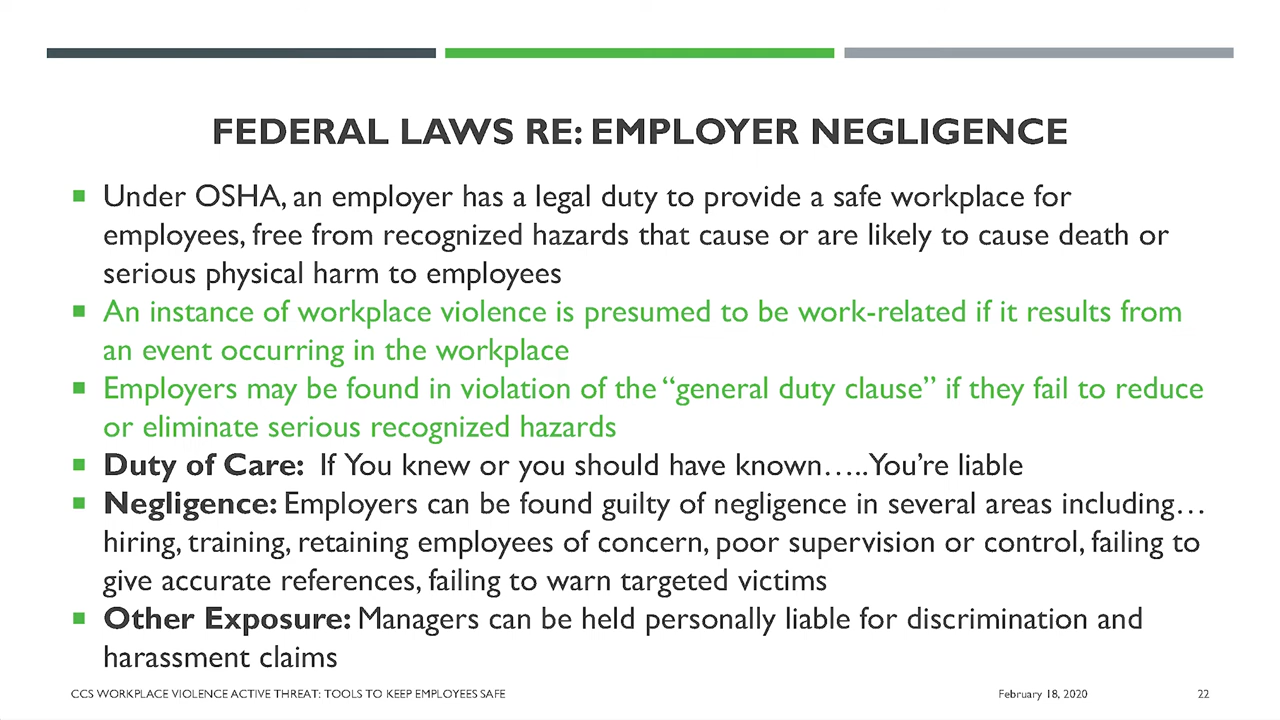 FEDERAL LAWS RE: EMPLOYER NEGLIGENCE
Under OSHA, an employer has a legal duty to provide a safe workplace for
employees, free from recognized hazards that cause or are likely to cause death or
serious physical harm to employees
An instance of workplace violence is presumed to be work-related if it results from
an event occurring in the workplace
Employers may be found in violation of the “general duty clause” if they fail to reduce
or eliminate serious recognized hazards
Duty of Care: If You knew or you should have known…..You’re liable
Negligence: Employers can be found guilty of negligence in several areas including…
hiring, training, retaining employees of concern, poor supervision or control, failing to
give accurate references, failing to warn targeted victims
Other Exposure: Managers can be held personally liable for discrimination and
harassment claims
CCS WORKPLACE VIOLENCE ACTIVE THREAT: TOOLS TO KEEP EMPLOYEES SAFE
February 18, 2020
22